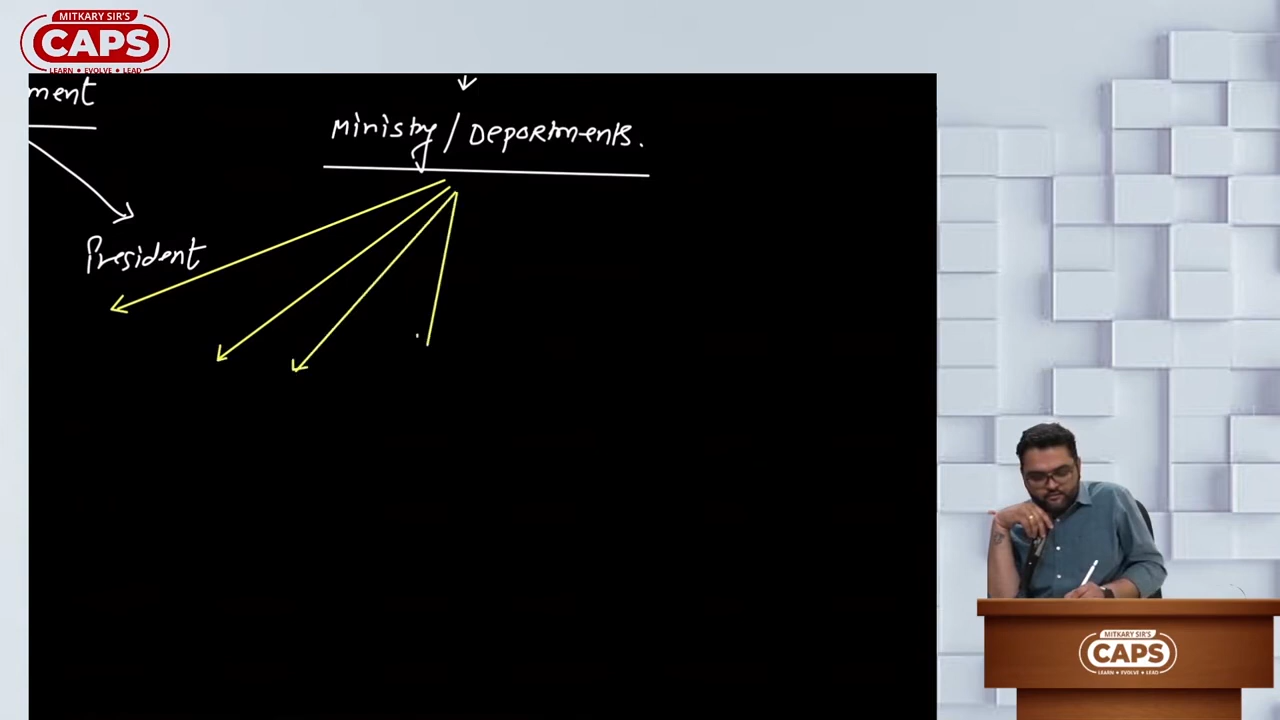 MITKARY SIR'S
CAPS
LEARN • EVOLVE • LEAD
ment
Ministry / Departments.
President
MITKARY SIR'S
CAPS
LEARN • EVOLVE • LEAD